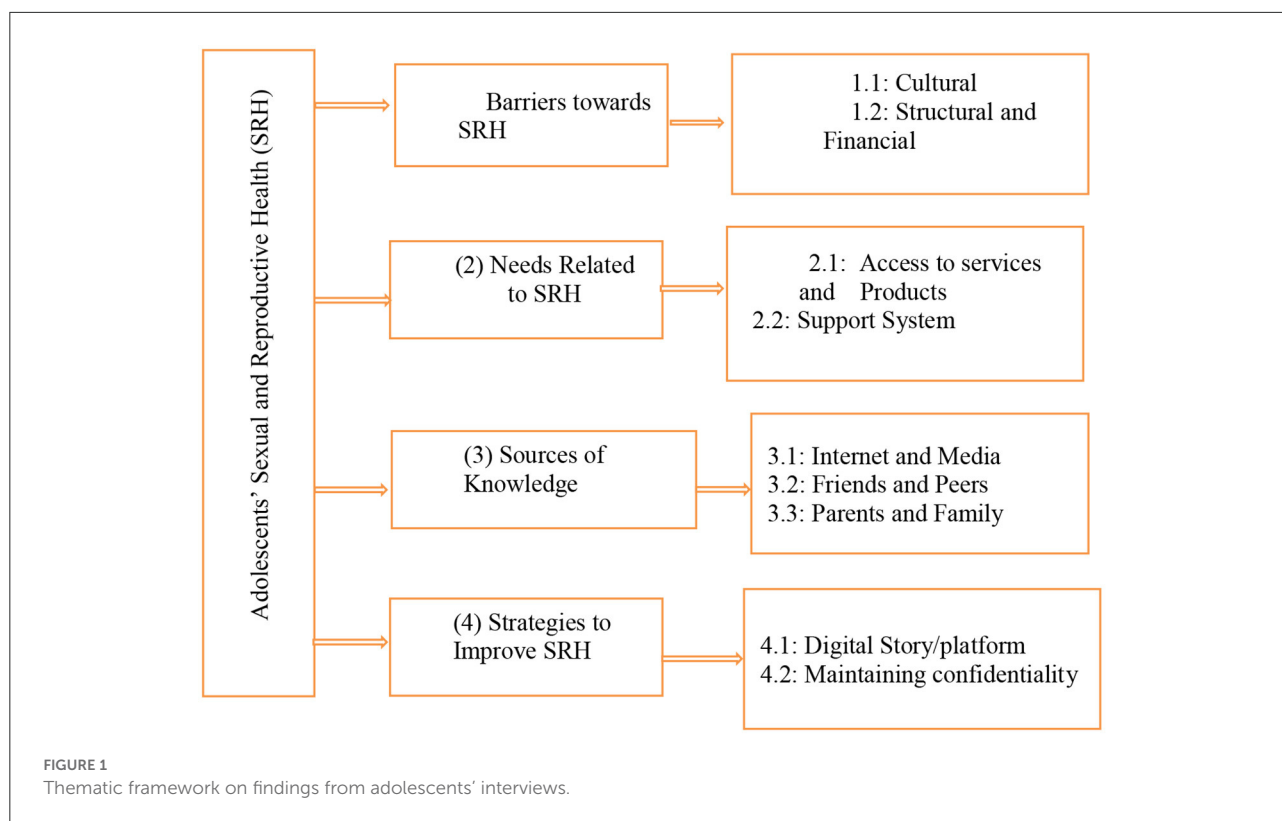 Adolescents’ Sexual and Reproductive Health (SRH)
Barriers towards
SRH
1.1: Cultural
1.2: Structural and
Financial
(2) Needs Related
to SRH
2.1: Access to services
and Products
2.2: Support System
(3) Sources of
Knowledge
3.1: Internet and Media
3.2: Friends and Peers
3.3: Parents and Family
(4) Strategies to
Improve SRH
4.1: Digital Story/platform
4.2: Maintaining confidentiality
FIGURE 1
Thematic framework on findings from adolescents’ interviews.